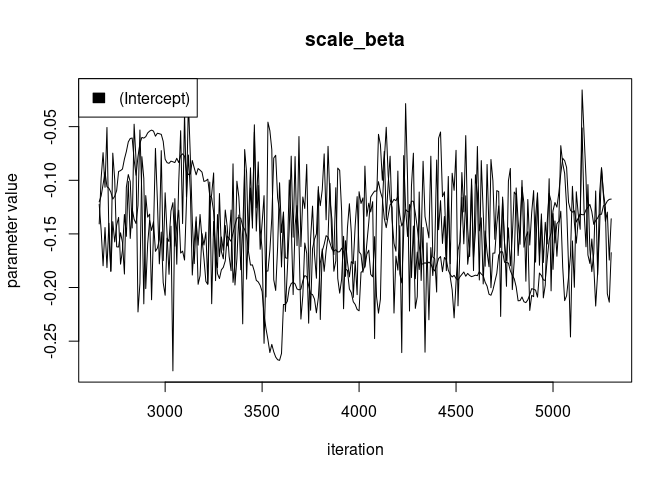 scale_beta
(Intercept)
-0.05
-0.10
-0.15
-0.20
-0.25
parameter value
3000 3500 4000 4500 5000
iteration